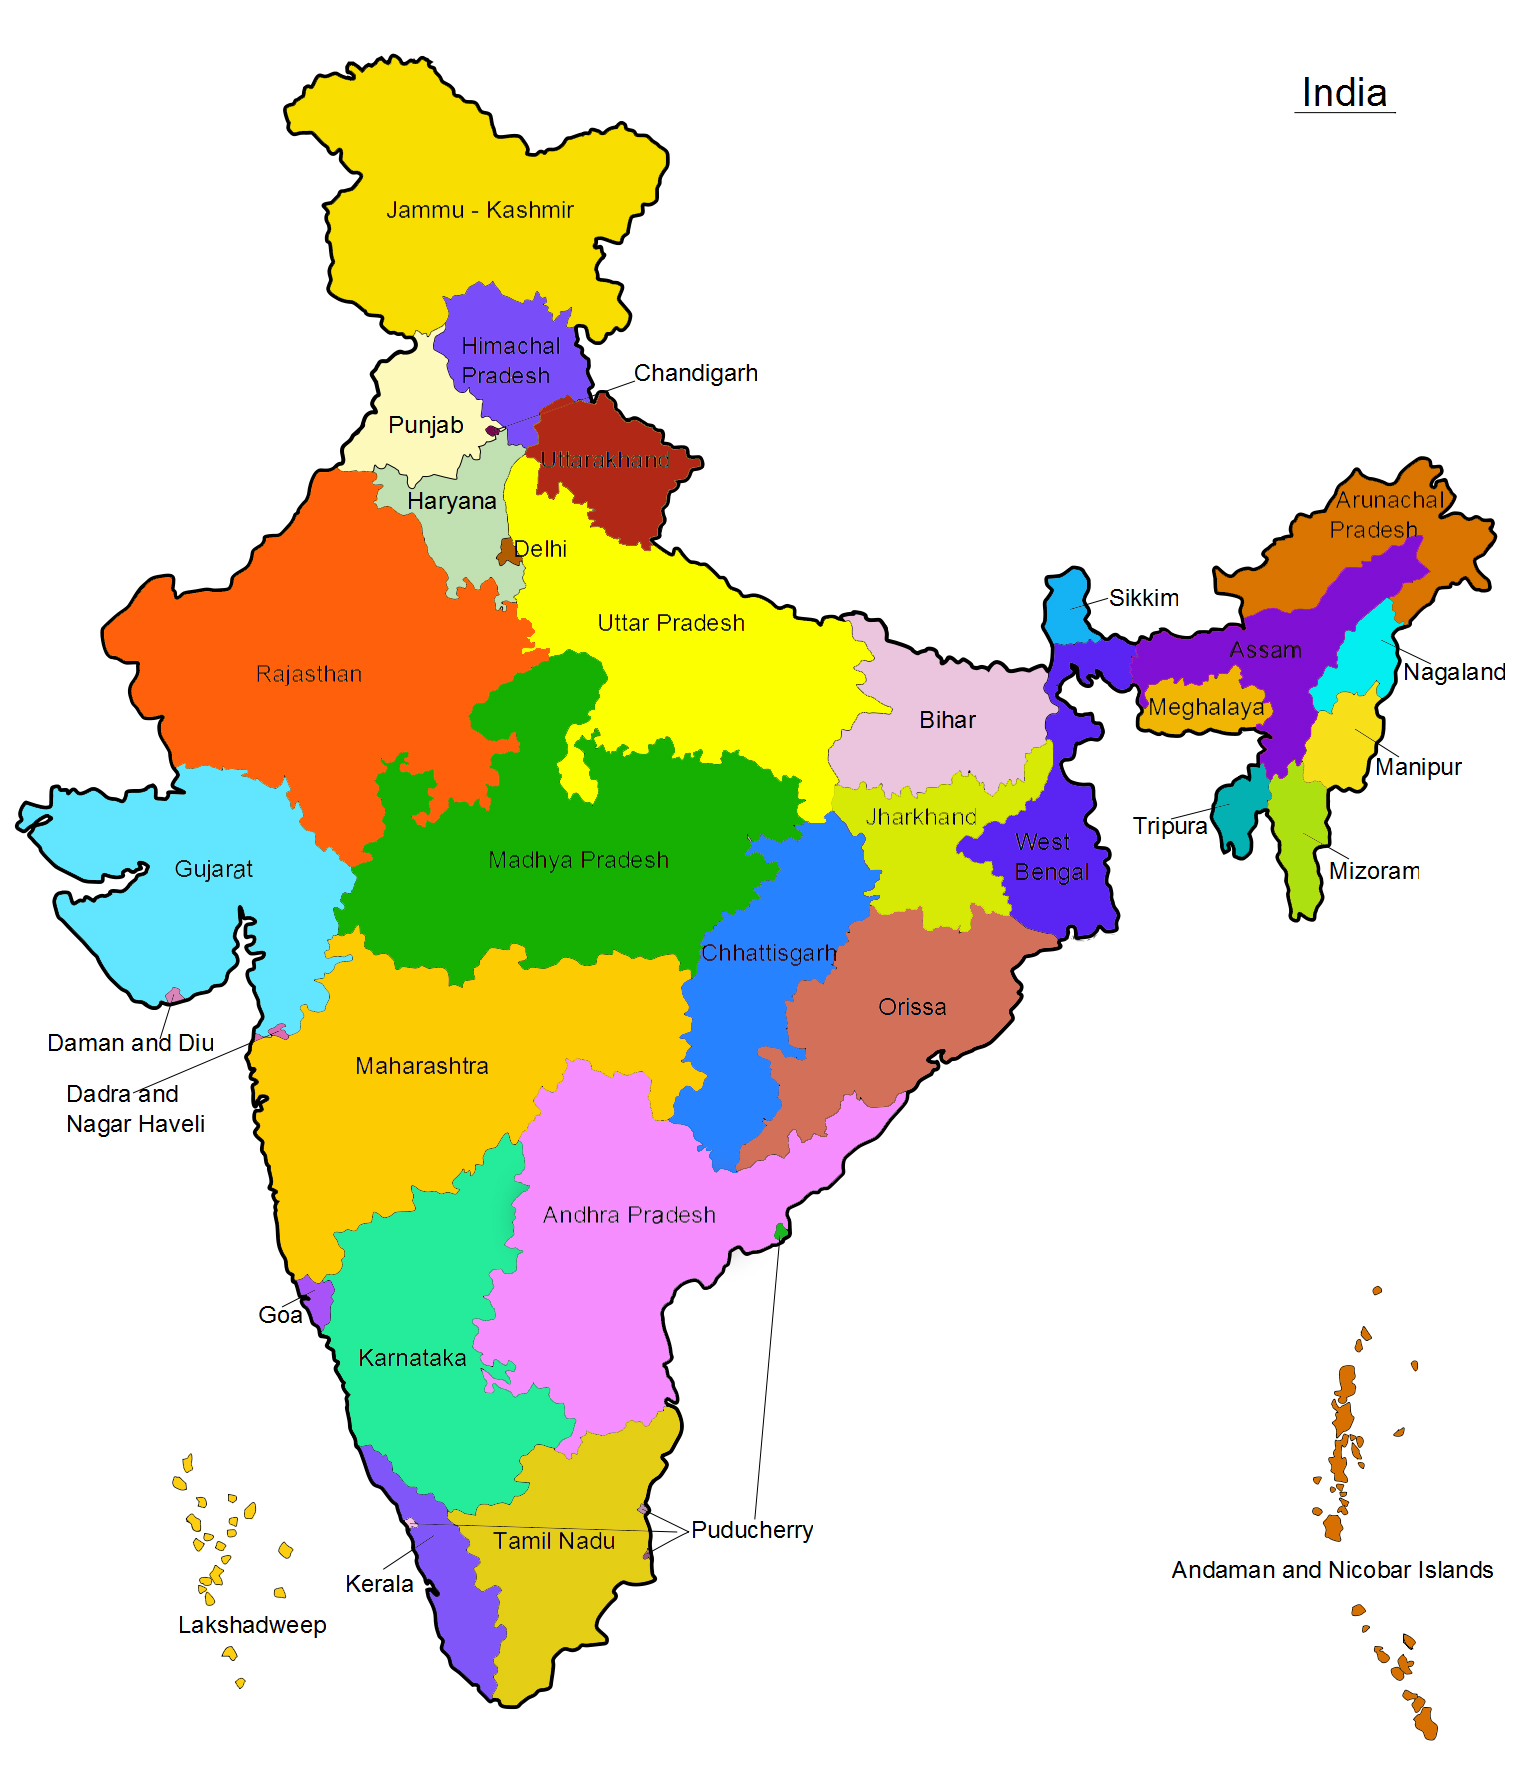 India
Jammu - Kashmir
Himachal
Pradesh
Chandigarh
Punjab
Uttarakhand
Haryana
Delhi
Arunachal
Pradesh
Sikkim
Uttar Pradesh
Assam
Rajasthan
Nagaland
Meghalaya
Bihar
Manipur
Jharkhand
Tripura
West
Bengal
Madhya Pradesh
Gujarat
Mizoram
Chhattisgarh
Orissa
Daman and Diu
Maharashtra
Dadra and
Nagar Haveli
Andhra Pradesh
Goa
Karnataka
Puducherry
Tamil Nadu
Andaman and Nicobar Islands
Kerala
Lakshadweep